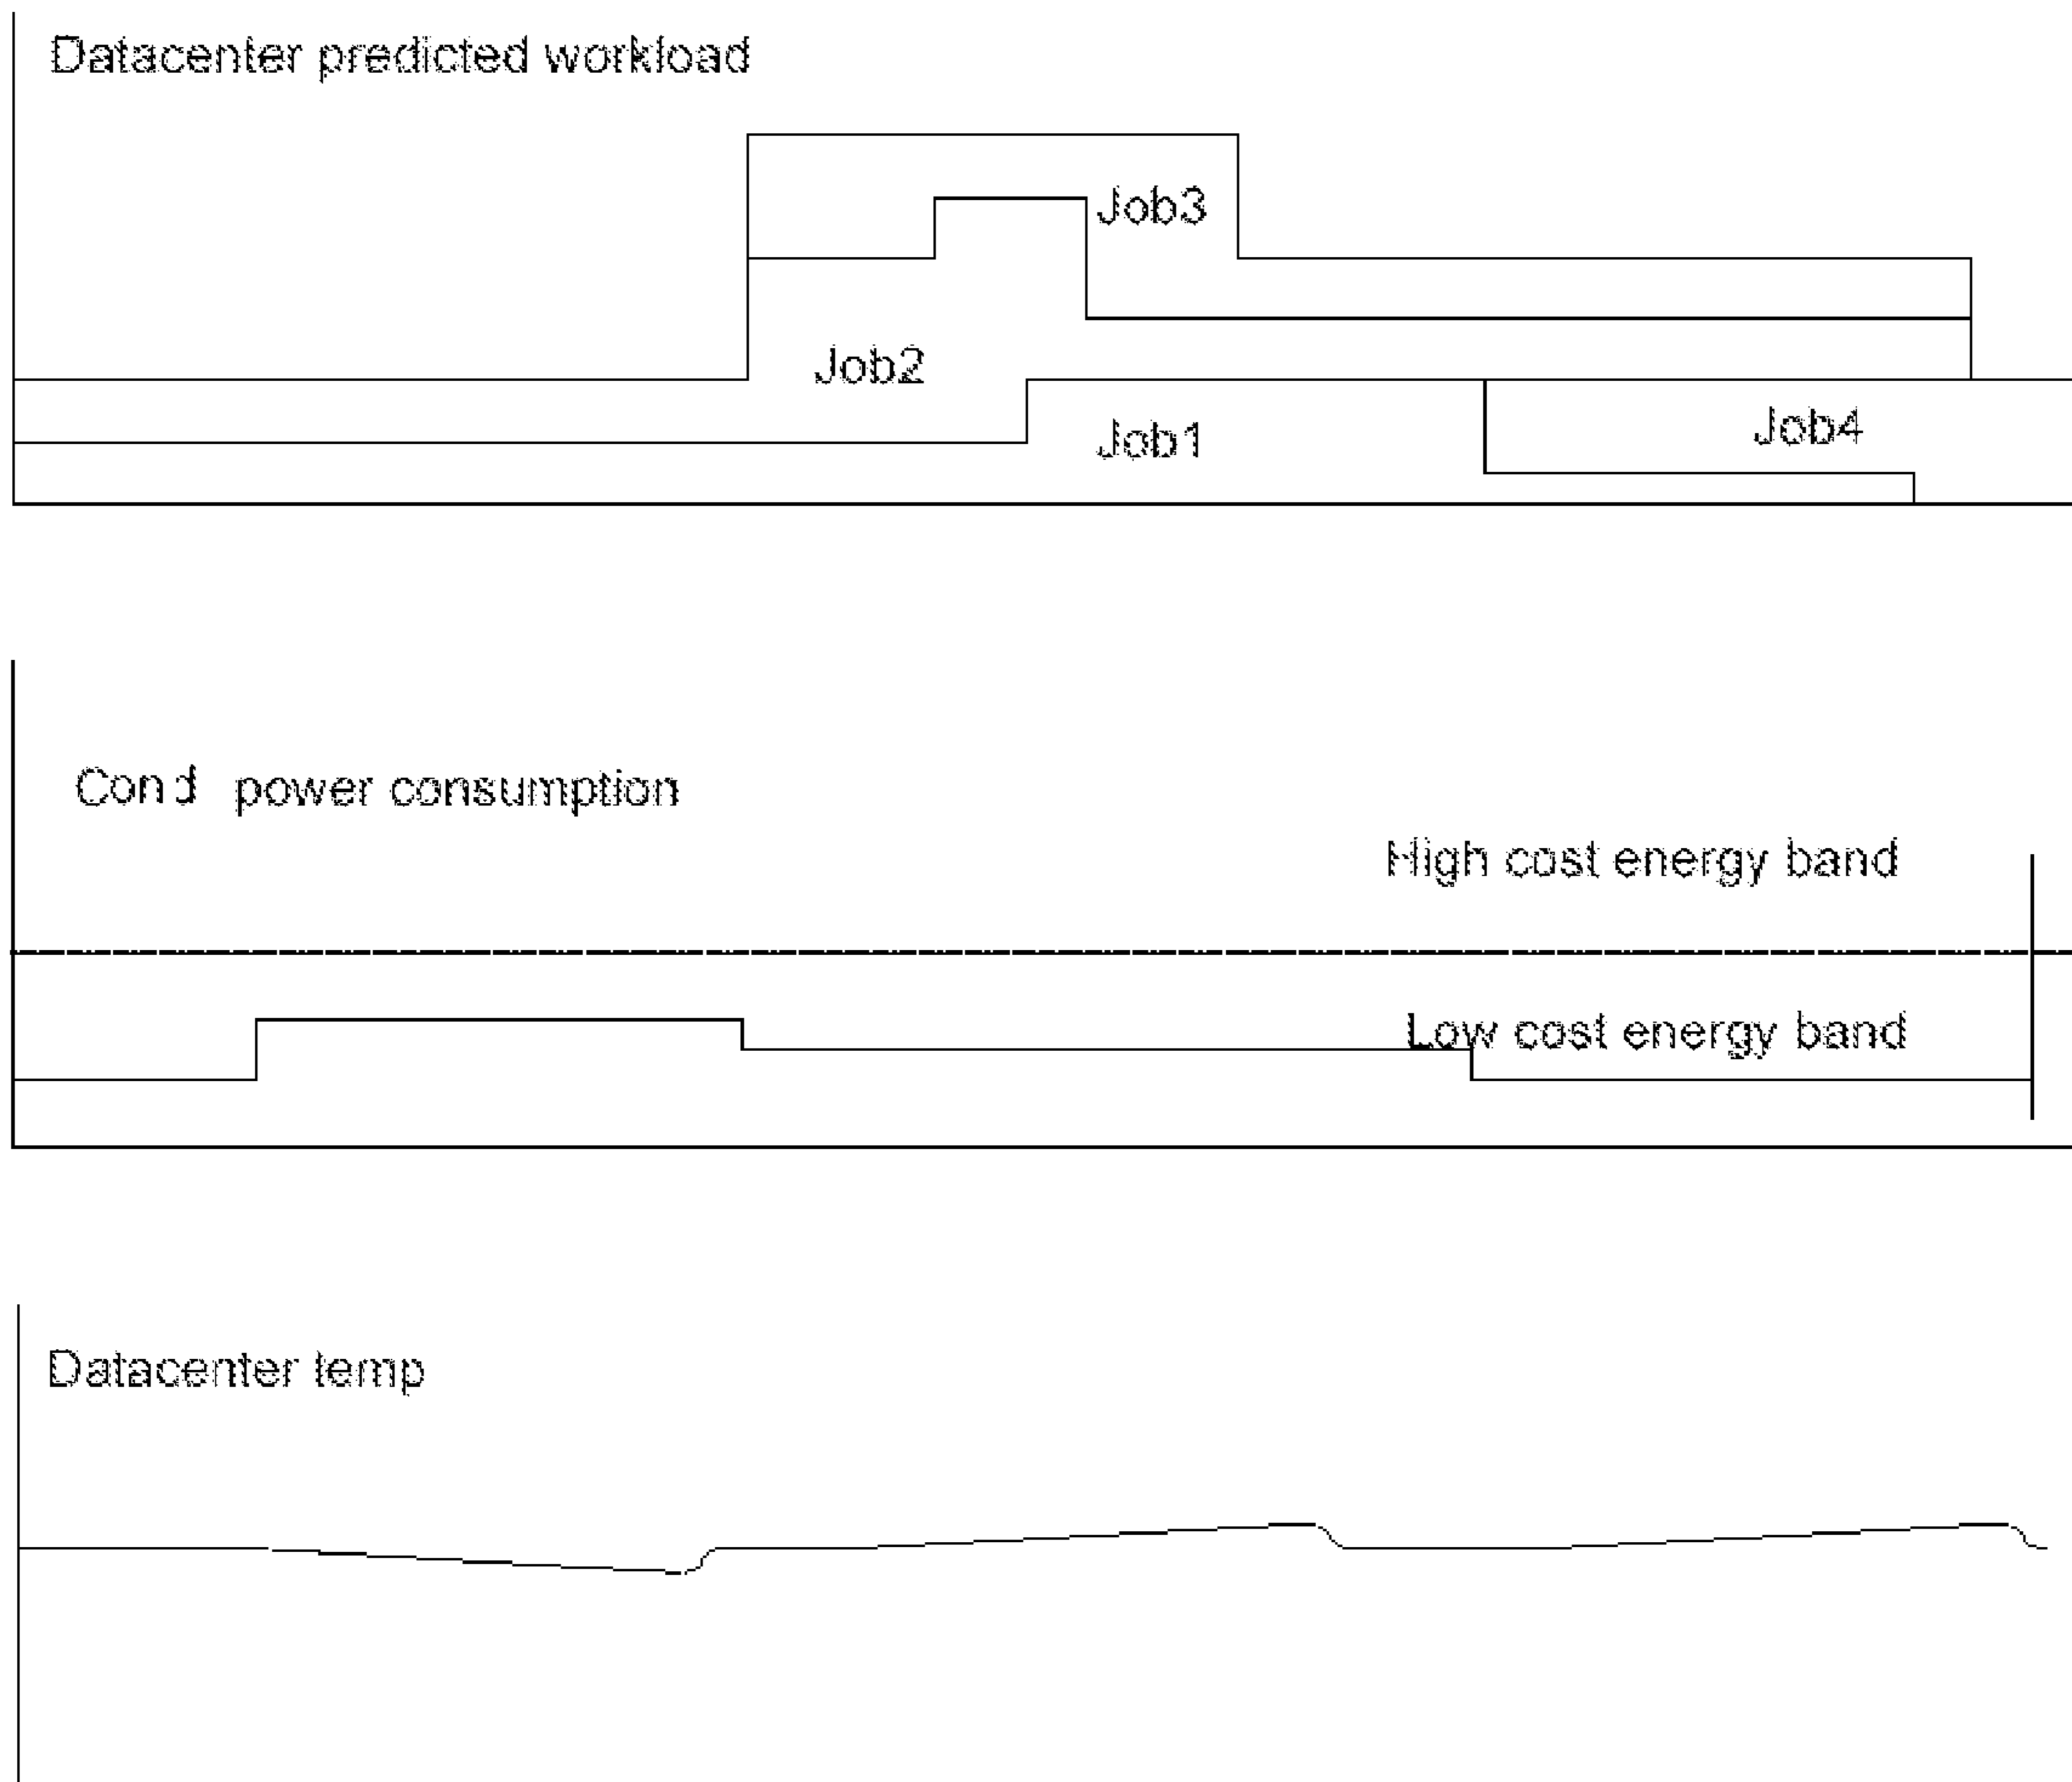 Datacenter predicted workload
Job3
Job2
Job4
Job1
Cond power consumption
High cost energy band
Low cost energy band
Datacenter temp